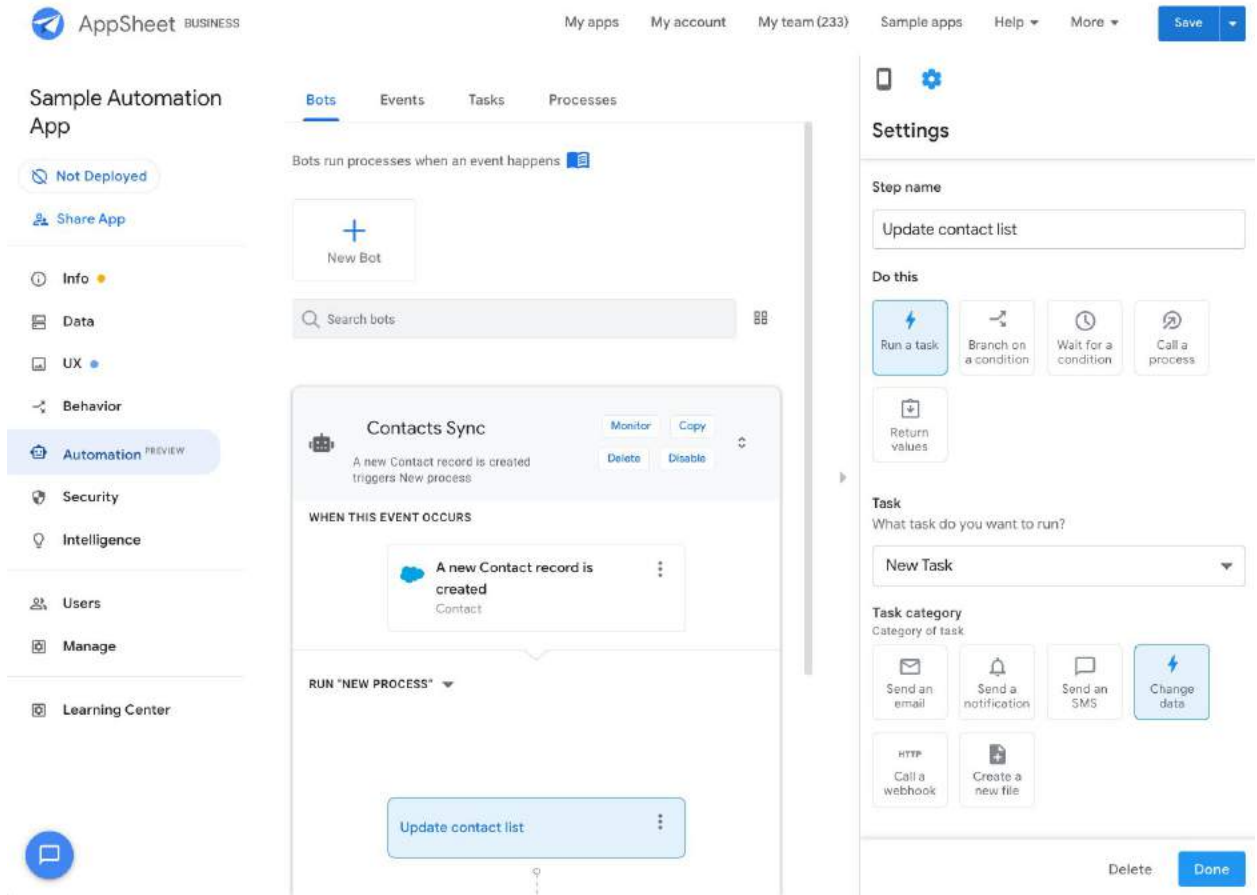 AppSheet BUSINESS
My apps
My account
My team (233)
Sample apps
Help
More
Save
Sample Automation
App
Not Deployed
Share App
Info
Data
UX
Behavior
Automation PREVIEW
Security
Intelligence
Users
Manage
Learning Center
Bots
Events
Tasks
Processes
Bots run processes when an event happens
New Bot
Search bots
Contacts Sync
A new Contact record is created
triggers New process
Monitor
Copy
Delete
Disable
WHEN THIS EVENT OCCURS
A new Contact record is
created
Contact
RUN "NEW PROCESS"
Update contact list
Settings
Step name
Update contact list
Do this
Run a task
Branch on
a condition
Wait for a
condition
Call a
process
Return
values
Task
What task do you want to run?
New Task
Task category
Category of task
Send an
email
Send a
notification
Send an
SMS
Change
data
HTTP
Call a
webhook
Create a
new file
Delete
Done